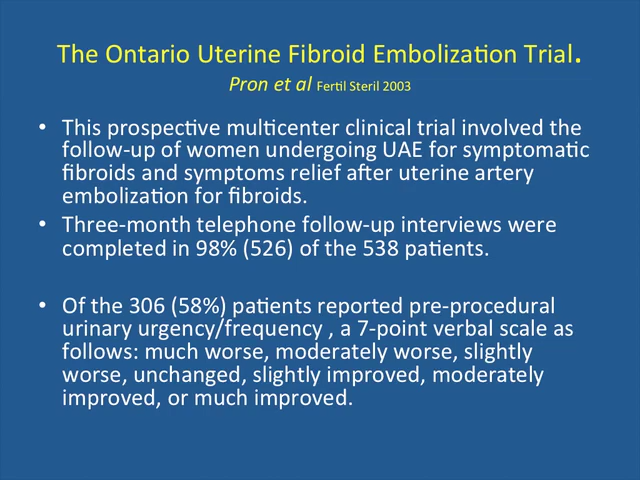 The Ontario Uterine Fibroid Embolization Trial.
Pron et al Fertil Steril 2003
• This prospective multicenter clinical trial involved the
follow-up of women undergoing UAE for symptomatic
fibroids and symptoms relief after uterine artery
embolization for fibroids.
• Three-month telephone follow-up interviews were
completed in 98% (526) of the 538 patients.
• Of the 306 (58%) patients reported pre-procedural
urinary urgency/frequency , a 7-point verbal scale as
follows: much worse, moderately worse, slightly
worse, unchanged, slightly improved, moderately
improved, or much improved.